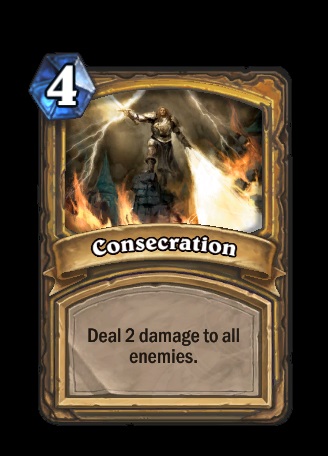 4
Consecration
Deal 2 damage to all
enemies.